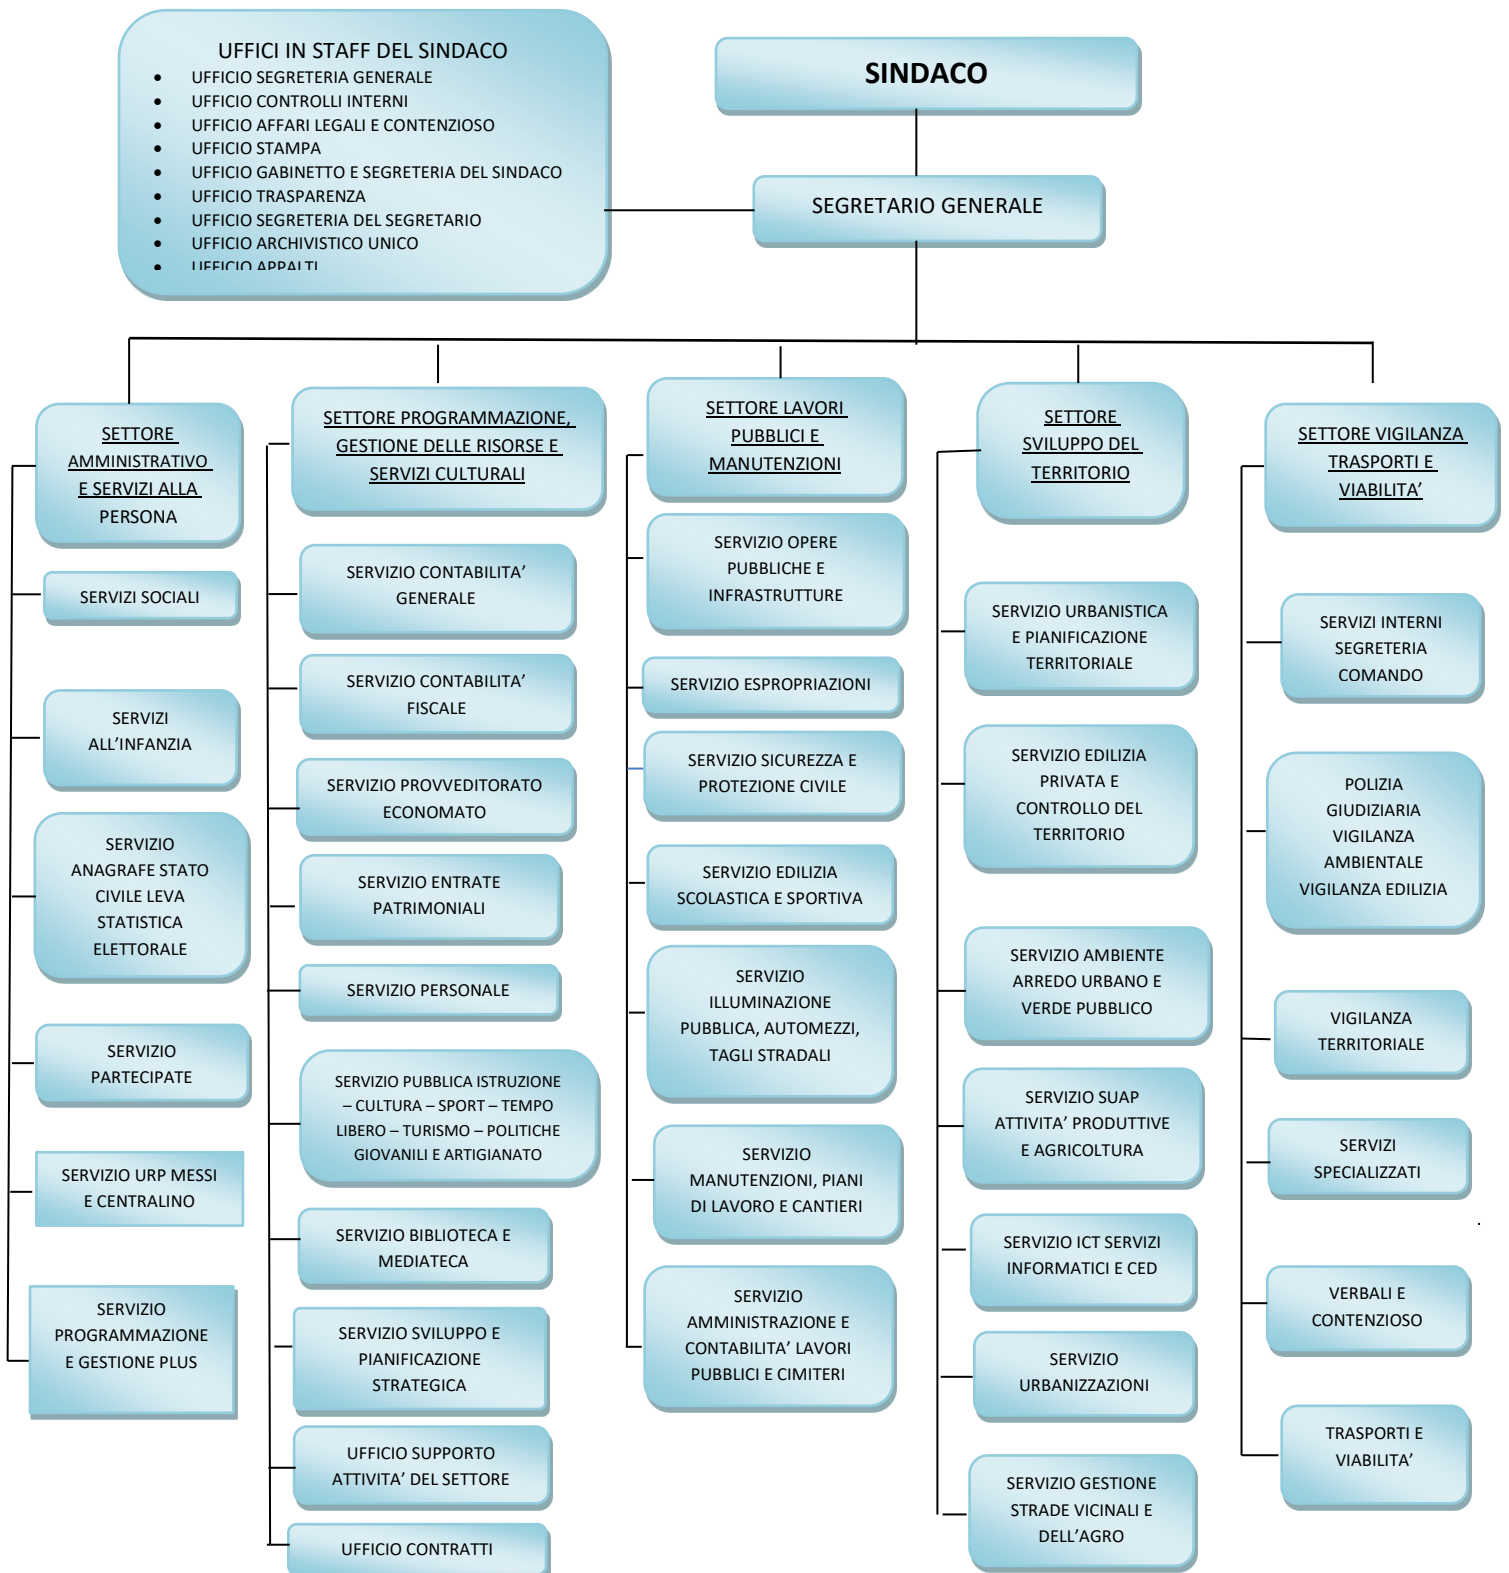 UFFICI IN STAFF DEL SINDACO
• UFFICIO SEGRETERIA GENERALE
• UFFICIO CONTROLLI INTERNI
• UFFICIO AFFARI LEGALI E CONTENZIOSO
• UFFICIO STAMPA
• UFFICIO GABINETTO E SEGRETERIA DEL SINDACO
• UFFICIO TRASPARENZA
• UFFICIO SEGRETERIA DEL SEGRETARIO
• UFFICIO ARCHIVISTICO UNICO
• UFFICIO APPALTI
SINDACO
SEGRETARIO GENERALE
SETTORE
AMMINISTRATIVO
E SERVIZI ALLA
PERSONA
SERVIZI SOCIALI
SERVIZI
ALL'INFANZIA
SERVIZIO
ANAGRAFE STATO
CIVILE LEVA
STATISTICA
ELETTORALE
SERVIZIO
PARTECIPATE
SERVIZIO URP MESSI
E CENTRALINO
SERVIZIO
PROGRAMMAZIONE
E GESTIONE PLUS
SETTORE PROGRAMMAZIONE,
GESTIONE DELLE RISORSE E
SERVIZI CULTURALI
SERVIZIO CONTABILITA'
GENERALE
SERVIZIO CONTABILITA'
FISCALE
SERVIZIO PROVVEDITORATO
ECONOMATO
SERVIZIO ENTRATE
PATRIMONIALI
SERVIZIO PERSONALE
SERVIZIO PUBBLICA ISTRUZIONE
– CULTURA – SPORT – TEMPO
LIBERO – TURISMO – POLITICHE
GIOVANILI E ARTIGIANATO
SERVIZIO BIBLIOTECA E
MEDIATECA
SERVIZIO SVILUPPO E
PIANIFICAZIONE
STRATEGICA
UFFICIO SUPPORTO
ATTIVITA' DEL SETTORE
UFFICIO CONTRATTI
SETTORE LAVORI
PUBBLICI E
MANUTENZIONI
SERVIZIO OPERE
PUBBLICHE E
INFRASTRUTTURE
SERVIZIO ESPROPRIAZIONI
SERVIZIO SICUREZZA E
PROTEZIONE CIVILE
SERVIZIO EDILIZIA
SCOLASTICA E SPORTIVA
SERVIZIO
ILLUMINAZIONE
PUBBLICA, AUTOMEZZI,
TAGLI STRADALI
SERVIZIO
MANUTENZIONI, PIANI
DI LAVORO E CANTIERI
SERVIZIO
AMMINISTRAZIONE E
CONTABILITA' LAVORI
PUBBLICI E CIMITERI
SETTORE
SVILUPPO DEL
TERRITORIO
SERVIZIO URBANISTICA
E PIANIFICAZIONE
TERRITORIALE
SERVIZIO EDILIZIA
PRIVATA E
CONTROLLO DEL
TERRITORIO
SERVIZIO AMBIENTE
ARREDO URBANO E
VERDE PUBBLICO
SERVIZIO SUAP
ATTIVITA' PRODUTTIVE
E AGRICOLTURA
SERVIZIO ICT SERVIZI
INFORMATICI E CED
SERVIZIO
URBANIZZAZIONI
SERVIZIO GESTIONE
STRADE VICINALI E
DELL'AGRO
SETTORE VIGILANZA
TRASPORTI E
VIABILITA'
SERVIZI INTERNI
SEGRETERIA
COMANDO
POLIZIA
GIUDIZIARIA
VIGILANZA
AMBIENTALE
VIGILANZA EDILIZIA
VIGILANZA
TERRITORIALE
SERVIZI
SPECIALIZZATI
.
VERBALI E
CONTENZIOSO
TRASPORTI E
VIABILITA'